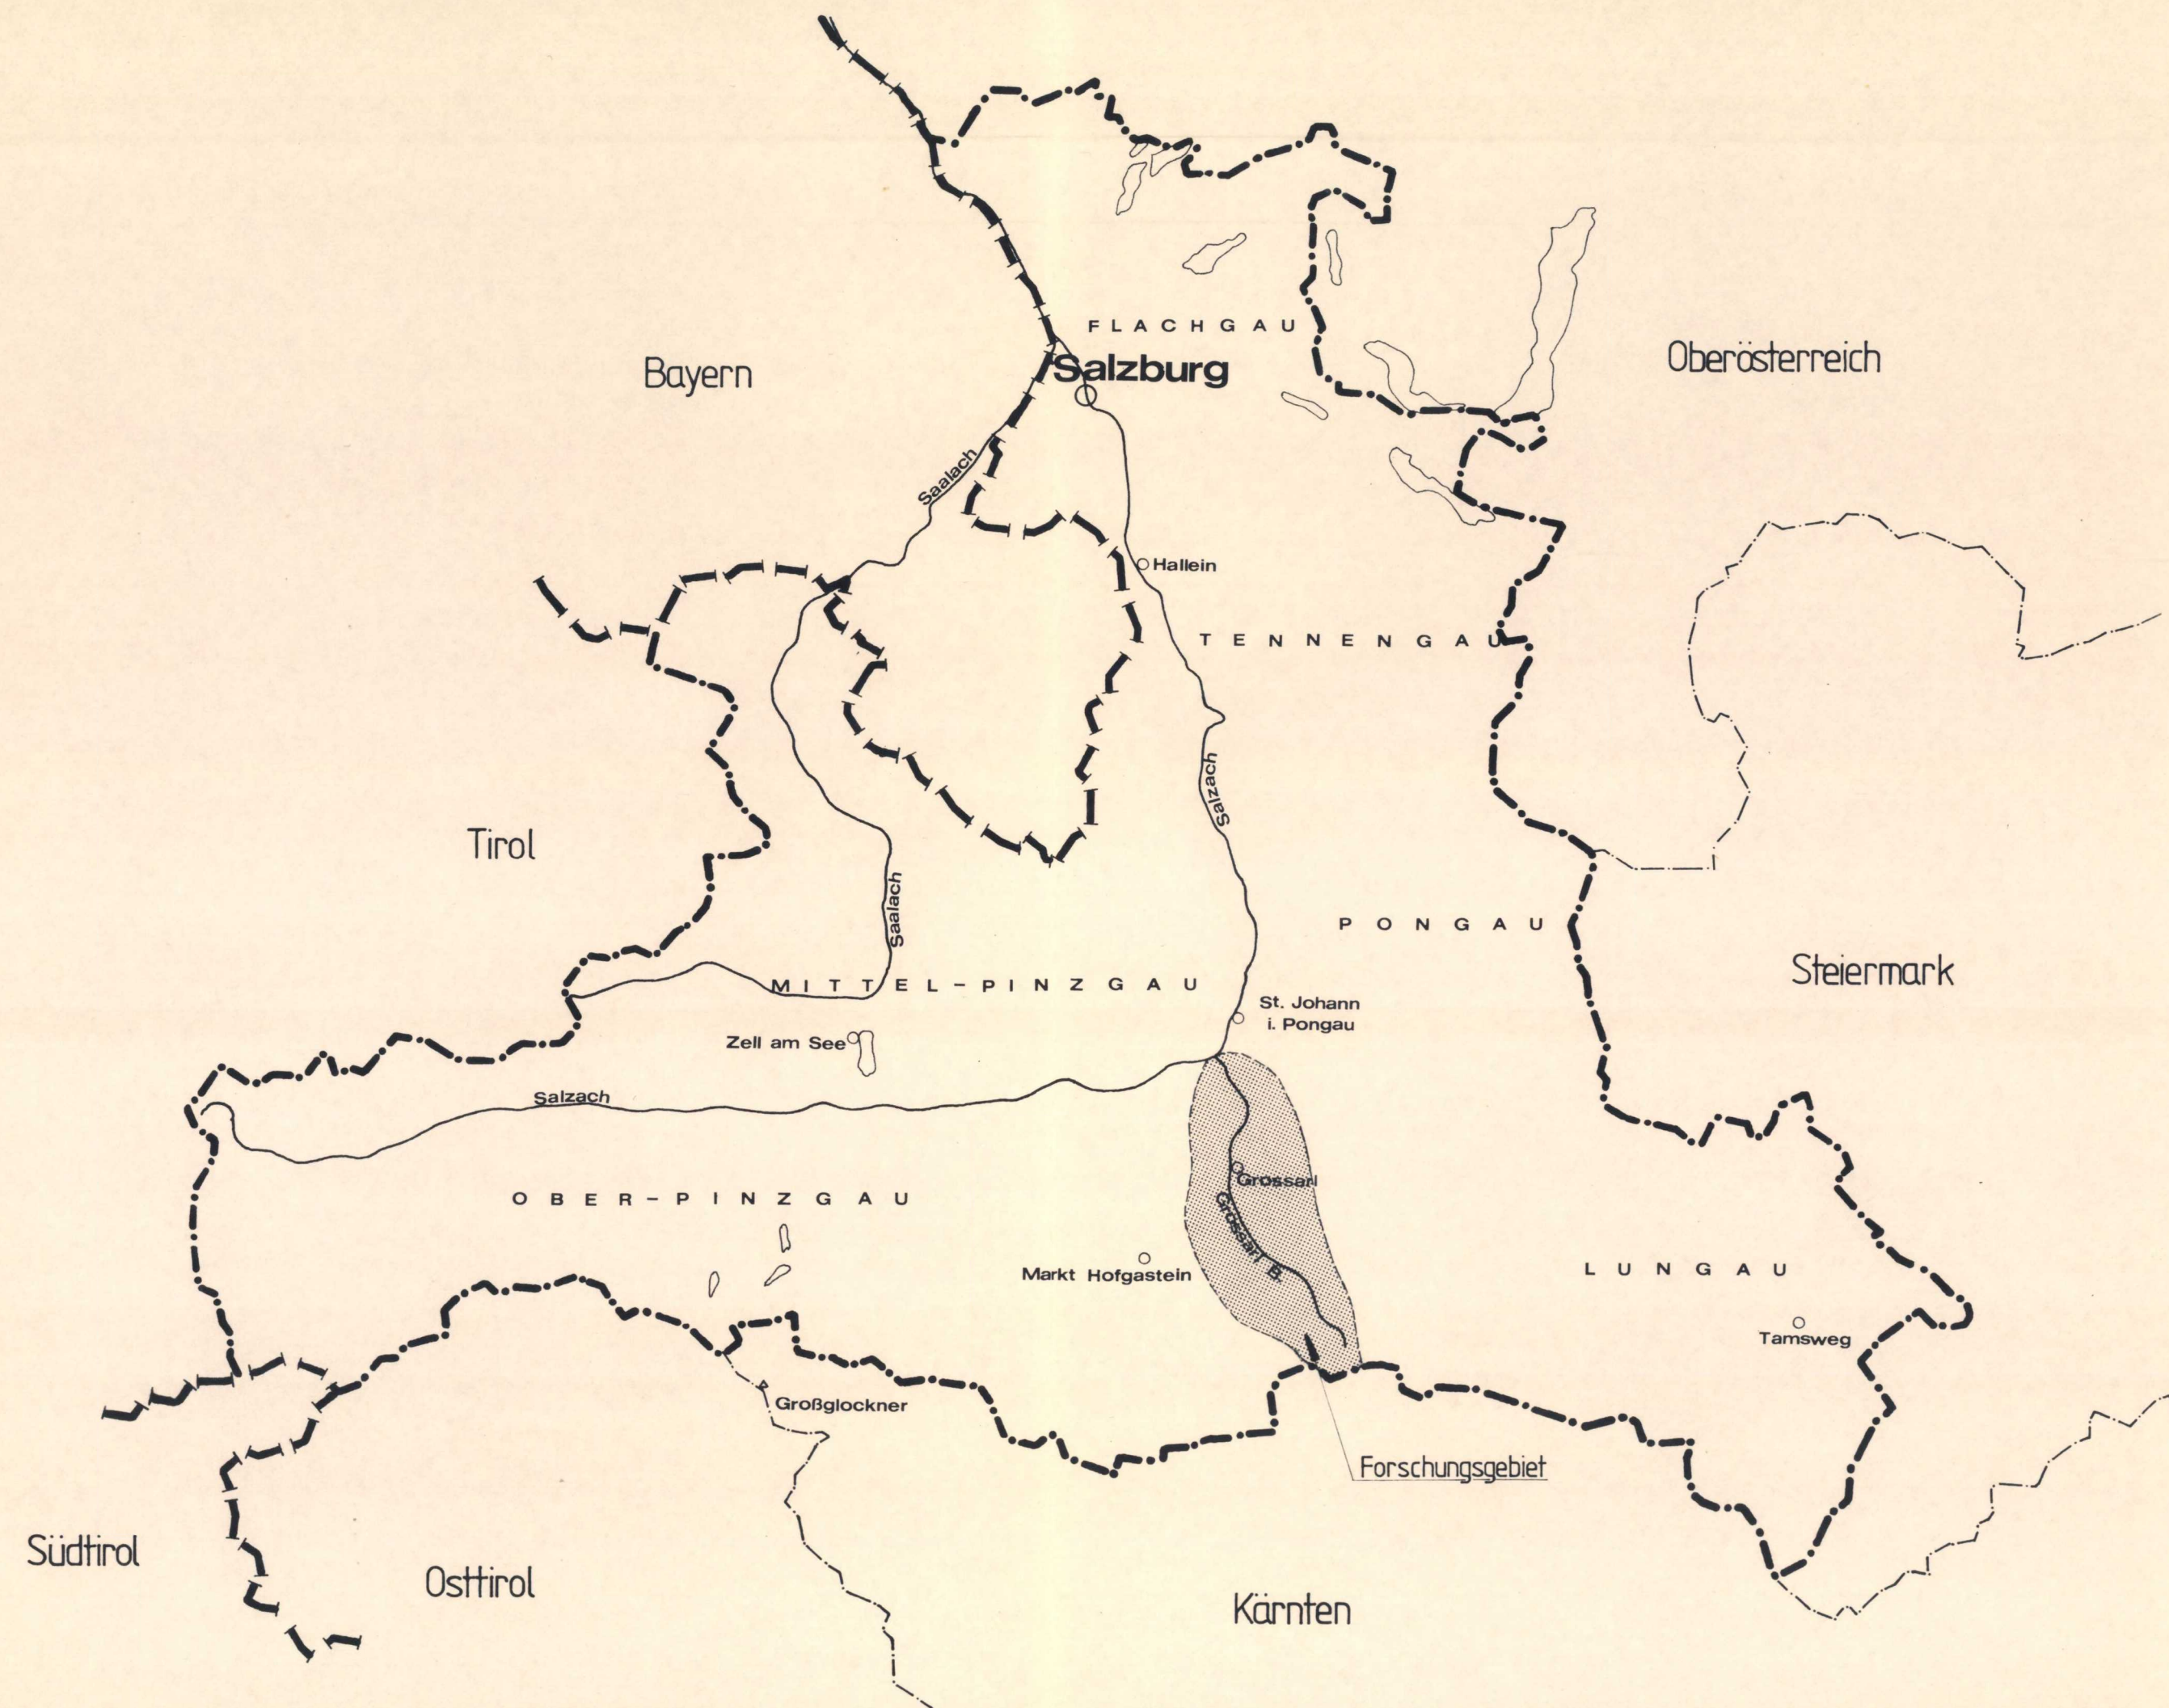 FLACHGAU
Bayern
Salzburg
Oberösterreich
Saalach
Hallein
TENNENGAU
Salzach
Tirol
Saalach
PONGAU
Steiermark
MITTEL-PINZGAU
St. Johann
i. Pongau
Zell am See
Salzach
Grossarl
OBER-PINZGAU
Grossarl B.
Markt Hofgastein
LUNGAU
Tamsweg
Großglockner
Forschungsgebiet
Südtirol
Osttirol
Kärnten